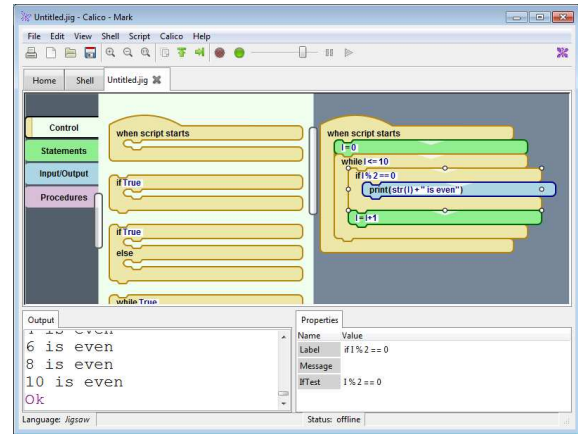 Untitled.jig - Calico - Mark
File Edit View Shell Script Calico Help
Home Shell Untitled.jig
Control
Statements
Input/Output
Procedures
when script starts
if True
if True
else
while True
when script starts
I=0
while I <= 10
if I % 2 == 0
print( str( I ) + " is even")
I= I+1
Output
4 is even
6 is even
8 is even
10 is even
Ok
Properties
Name Value
Label if I % 2 == 0
Message
IfTest I % 2 == 0
Language: Jigsaw
Status: offline